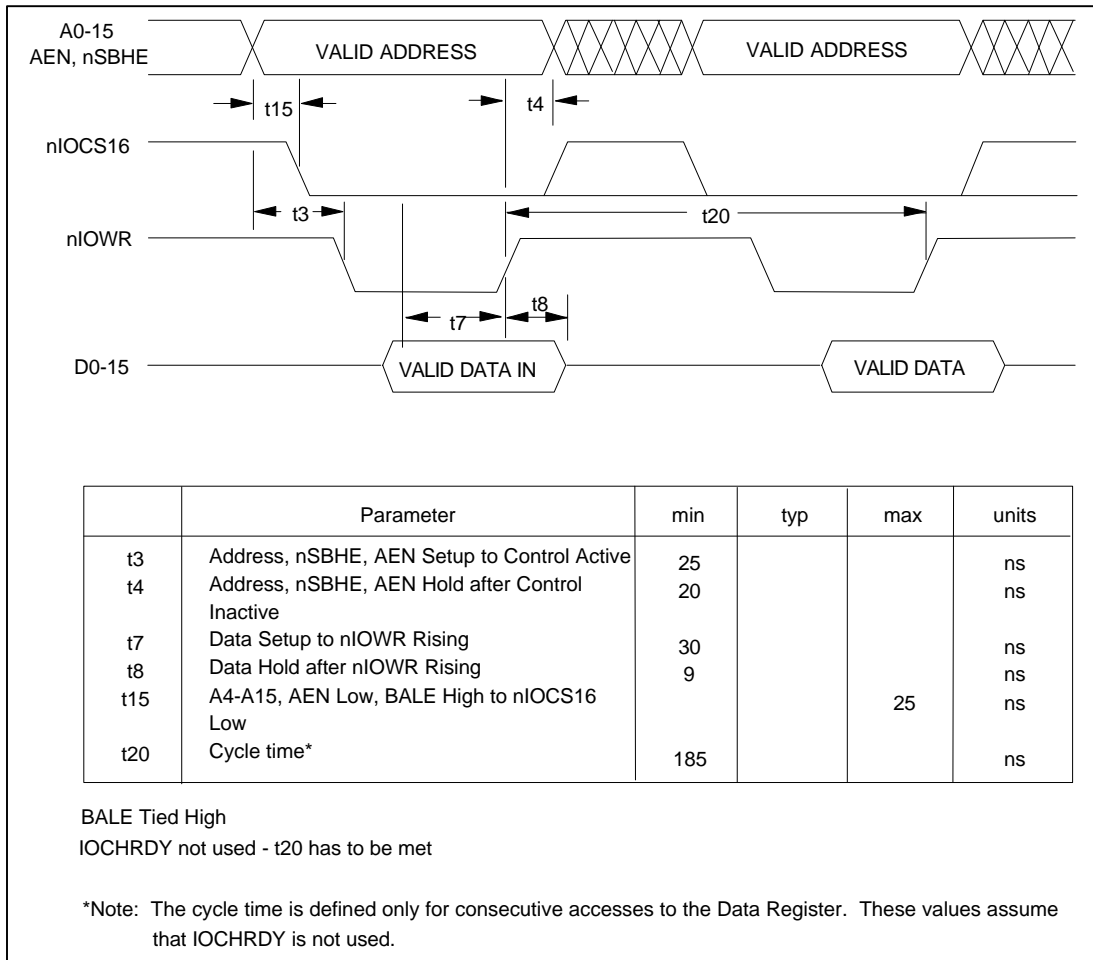 A0-15
AEN, nSBHE
VALID ADDRESS
VALID ADDRESS
t15
t4
nIOCS16
t3
t20
nIOWR
t8
t7
D0-15
VALID DATA IN
VALID DATA
Parameter min typ max units
t3 Address, nSBHE, AEN Setup to Control Active 25 ns
t4 Address, nSBHE, AEN Hold after Control 20 ns
Inactive
t7 Data Setup to nIOWR Rising 30 ns
t8 Data Hold after nIOWR Rising 9 ns
t15 A4-A15, AEN Low, BALE High to nIOCS16 25 ns
Low
t20 Cycle time* 185 ns
BALE Tied High
IOCHRDY not used - t20 has to be met
*Note: The cycle time is defined only for consecutive accesses to the Data Register. These values assume
that IOCHRDY is not used.